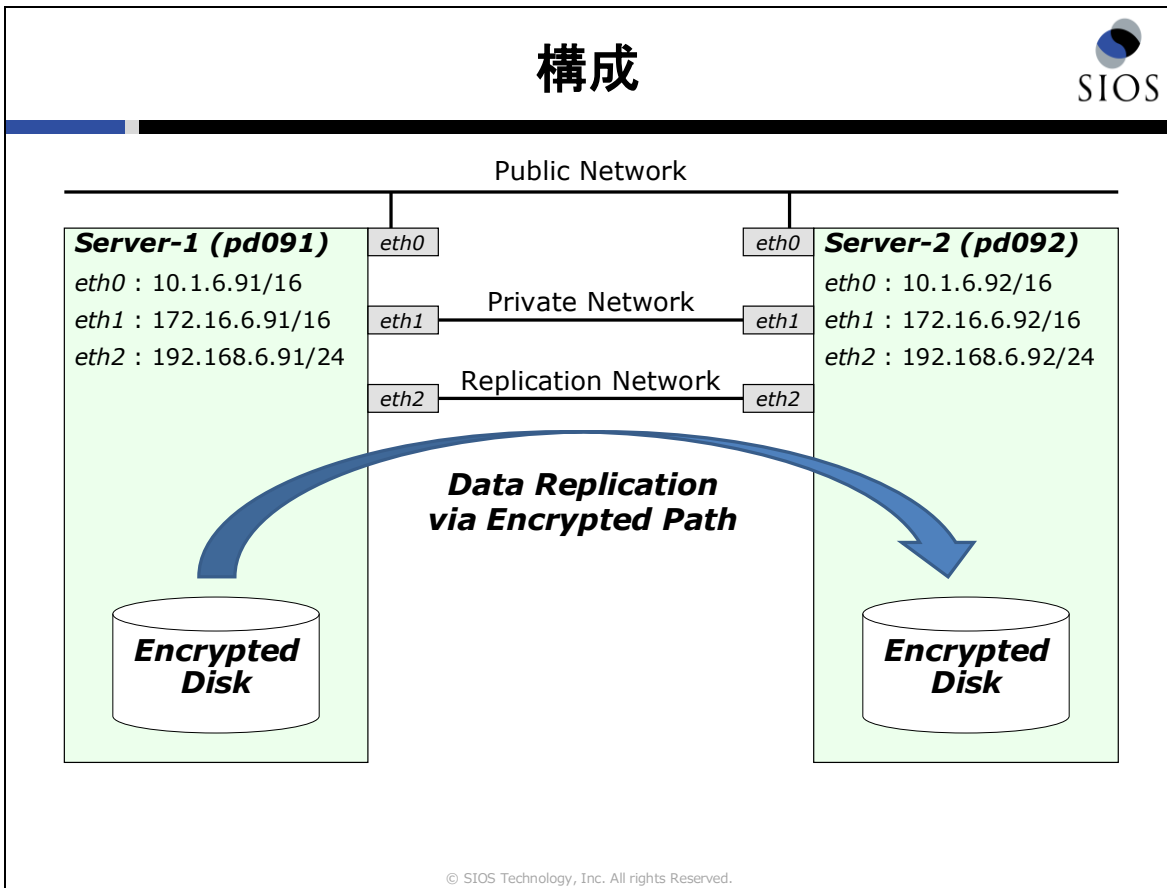 構成
SIOS
Public Network
Server-1 (pd091)
eth0 : 10.1.6.91/16
eth1 : 172.16.6.91/16
eth2 : 192.168.6.91/24
eth0
eth0
Server-2 (pd092)
eth0 : 10.1.6.92/16
eth1 : 172.16.6.92/16
eth2 : 192.168.6.92/24
Private Network
eth1
eth1
Replication Network
eth2
eth2
Data Replication
via Encrypted Path
Encrypted
Disk
Encrypted
Disk
© SIOS Technology, Inc. All rights Reserved.